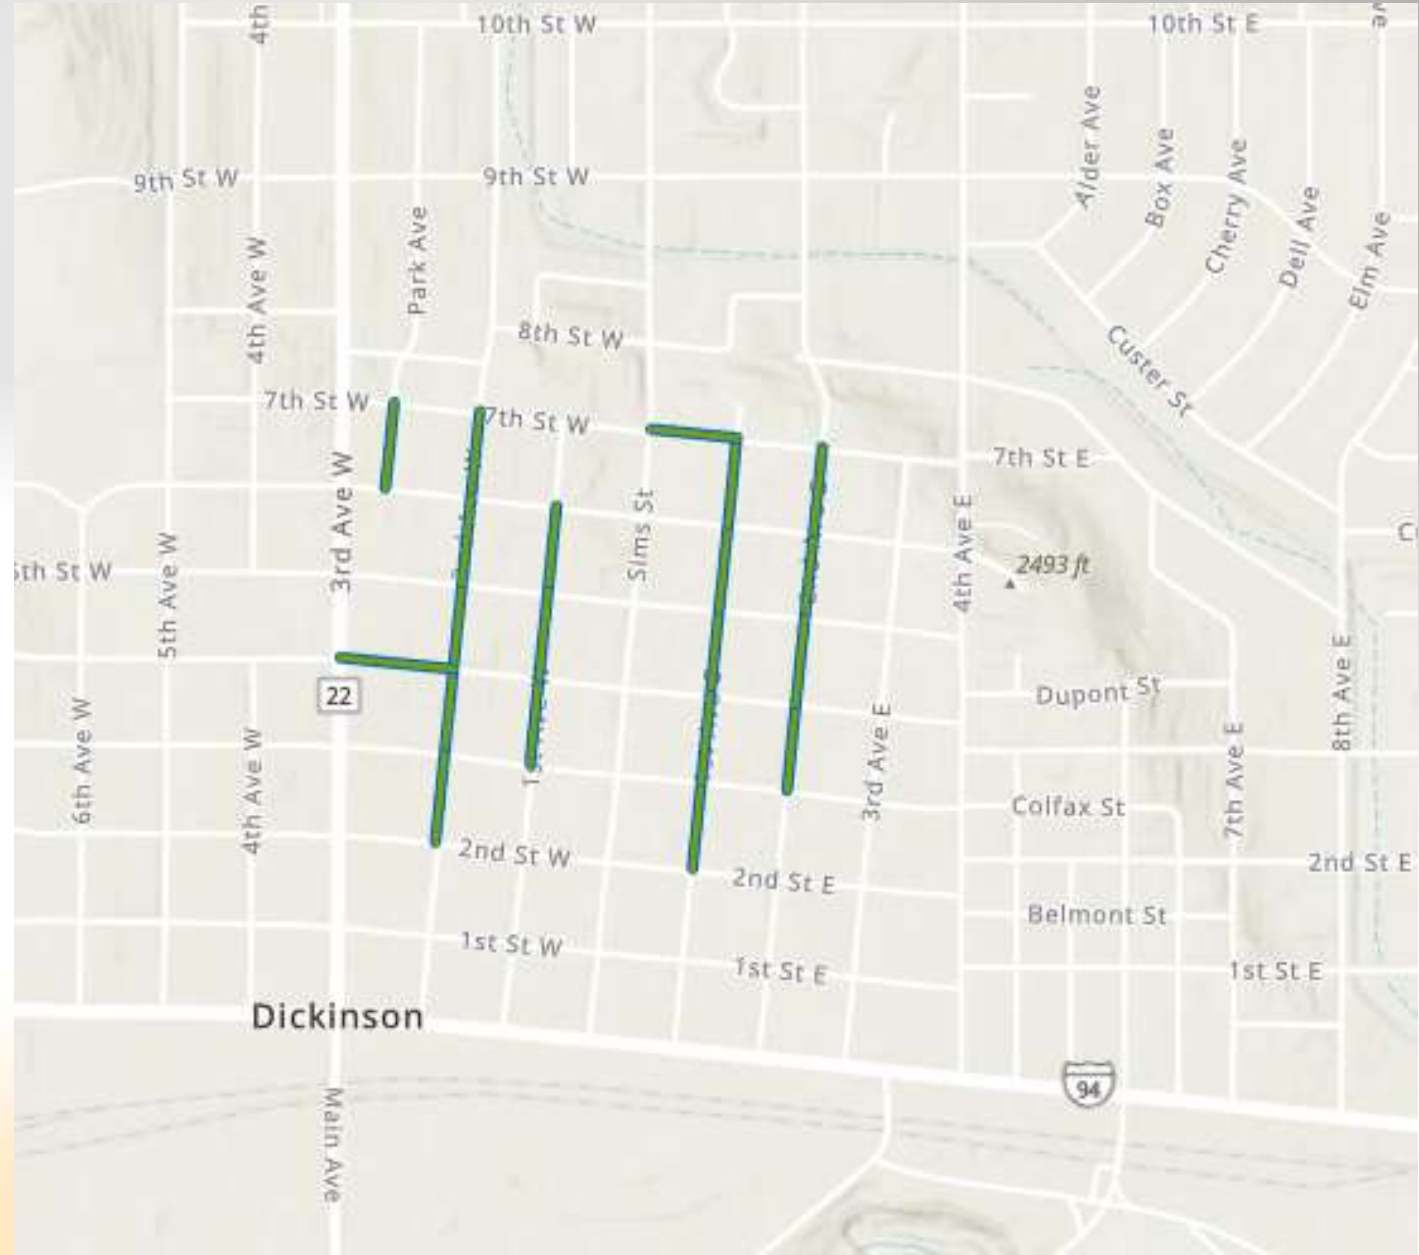 4th
10th St W
10th St E
ve
Alder Ave
Box Ave
Cherry Ave
9th St W
9th St W
Dell Ave
Park Ave
Elm Ave
4th Ave W
8th St W
Custer St
7th St W
7th St W
7th St E
3rd Ave W
Sims St
4th Ave E
5th Ave W
5th St W
2493 ft
22
Dupont St
8th Ave E
6th Ave W
4th Ave W
3rd Ave E
7th Ave E
Colfax St
2nd St W
2nd St E
2nd St E
Belmont St
1st St W
1st St E
1st St E
Dickinson
94
Main Ave